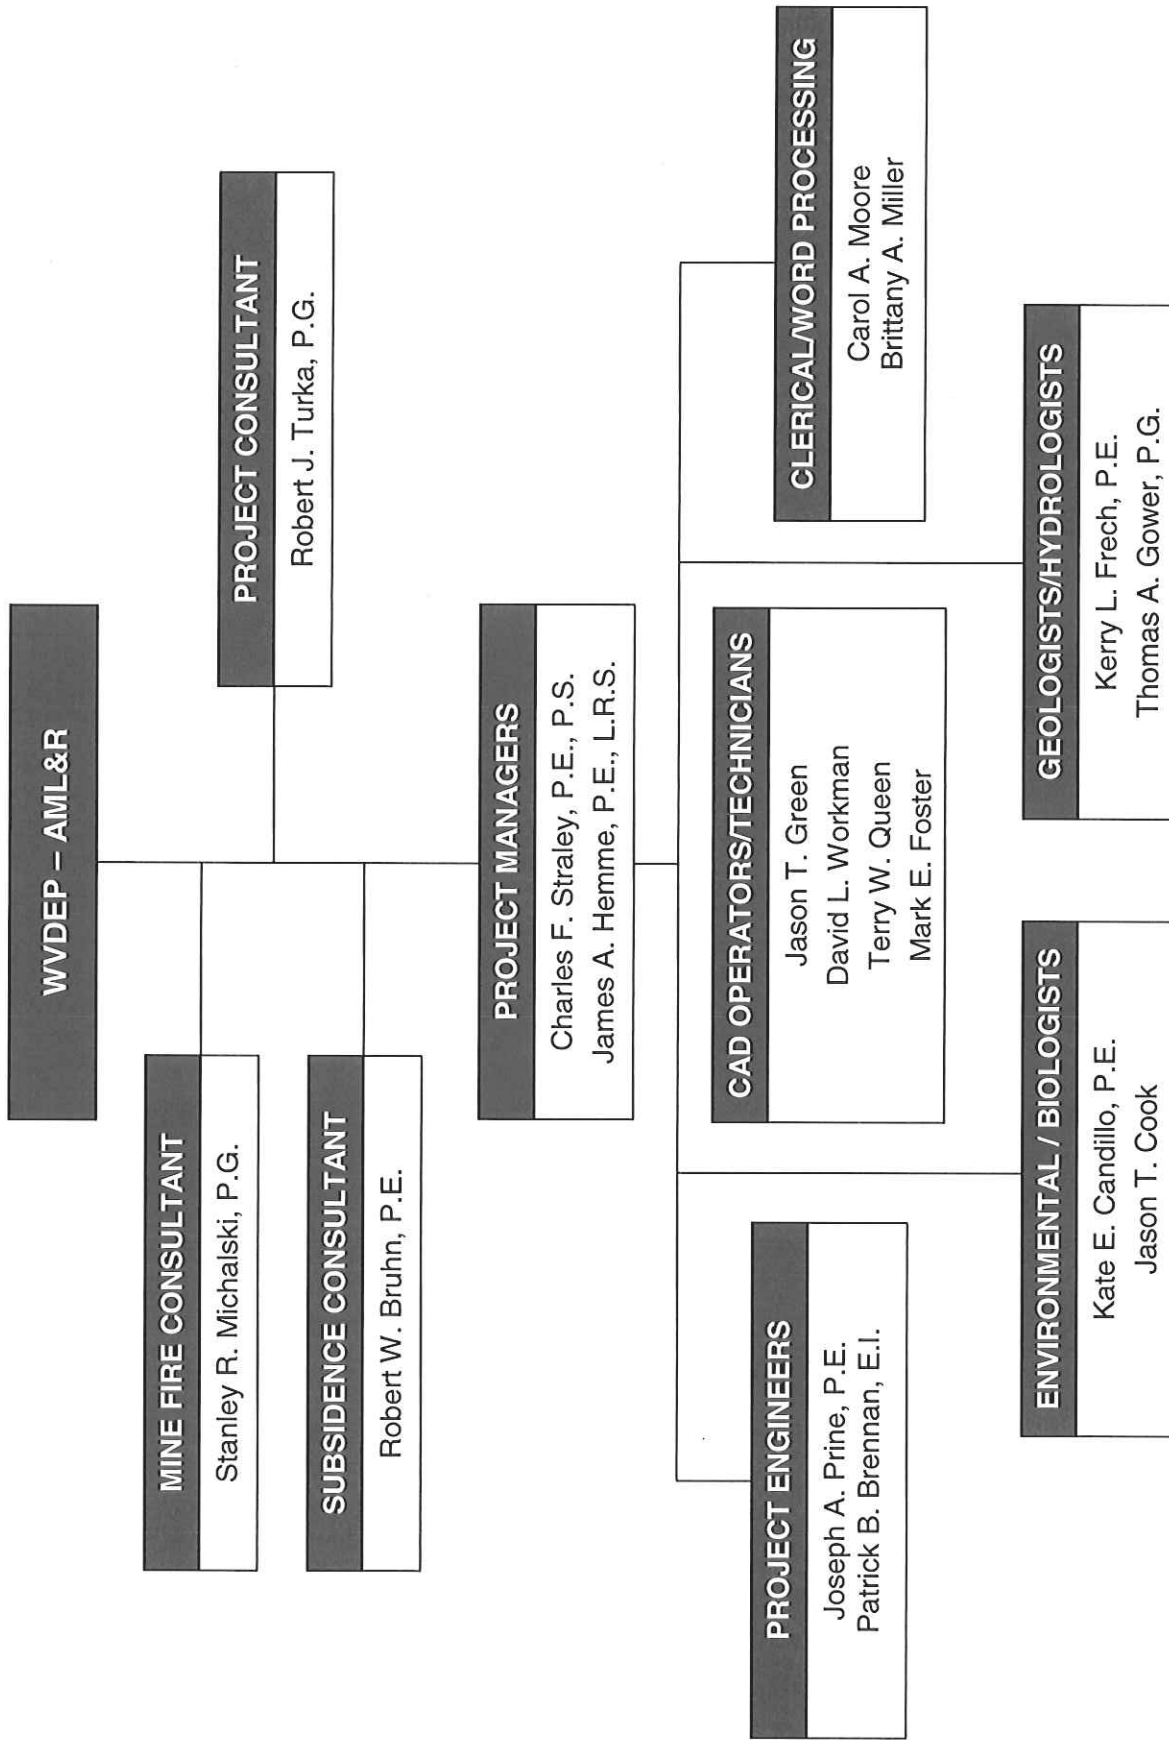 WVDEP – AML&R
MINE FIRE CONSULTANT
Stanley R. Michalski, P.G.
PROJECT CONSULTANT
Robert J. Turka, P.G.
SUBSIDENCE CONSULTANT
Robert W. Bruhn, P.E.
PROJECT MANAGERS
Charles F. Straley, P.E., P.S.
James A. Hemme, P.E., L.R.S.
PROJECT ENGINEERS
Joseph A. Prine, P.E.
Patrick B. Brennan, E.I.
CAD OPERATORS/TECHNICIANS
Jason T. Green
David L. Workman
Terry W. Queen
Mark E. Foster
CLERICAL/WORD PROCESSING
Carol A. Moore
Brittany A. Miller
ENVIRONMENTAL / BIOLOGISTS
Kate E. Candillo, P.E.
Jason T. Cook
GEOLOGISTS/HYDROLOGISTS
Kerry L. Frech, P.E.
Thomas A. Gower, P.G.